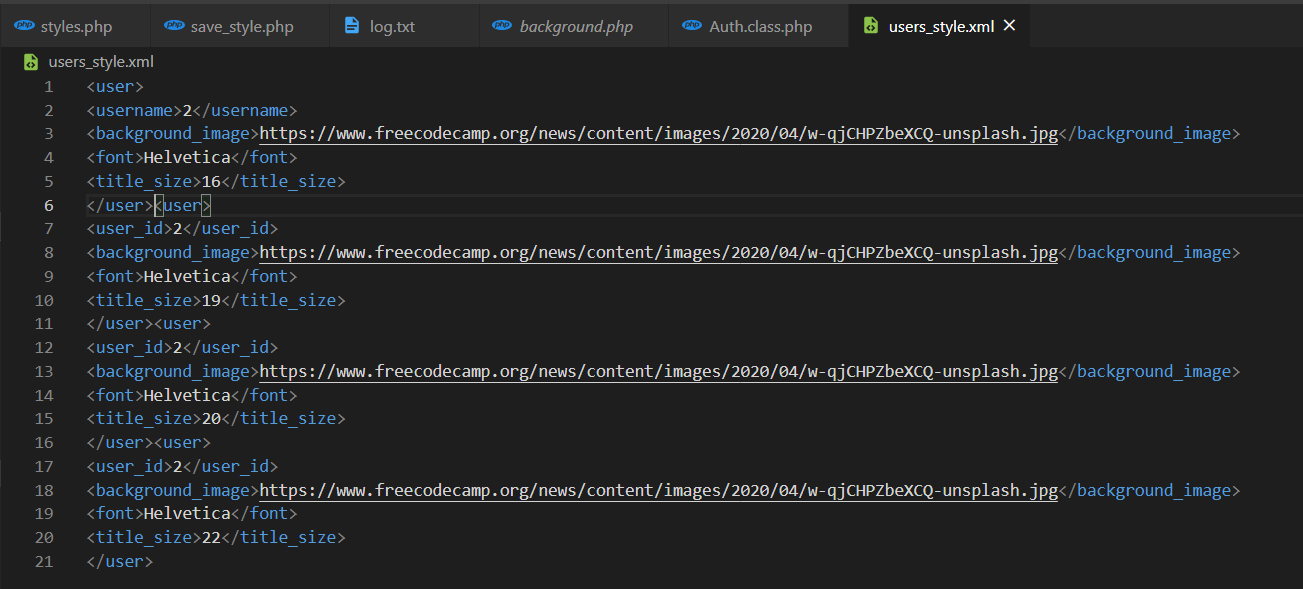 php styles.php php save_style.php log.txt php background.php php Auth.class.php users_style.xml
users_style.xml
1 <user>
2 <username>2</username>
3 <background_image>https://www.freecodecamp.org/news/content/images/2020/04/w-qjCHPZbeXCQ-unsplash.jpg</background_image>
4 <font>Helvetica</font>
5 <title_size>16</title_size>
6 </user><user>
7 <user_id>2</user_id>
8 <background_image>https://www.freecodecamp.org/news/content/images/2020/04/w-qjCHPZbeXCQ-unsplash.jpg</background_image>
9 <font>Helvetica</font>
10 <title_size>19</title_size>
11 </user><user>
12 <user_id>2</user_id>
13 <background_image>https://www.freecodecamp.org/news/content/images/2020/04/w-qjCHPZbeXCQ-unsplash.jpg</background_image>
14 <font>Helvetica</font>
15 <title_size>20</title_size>
16 </user><user>
17 <user_id>2</user_id>
18 <background_image>https://www.freecodecamp.org/news/content/images/2020/04/w-qjCHPZbeXCQ-unsplash.jpg</background_image>
19 <font>Helvetica</font>
20 <title_size>22</title_size>
21 </user>